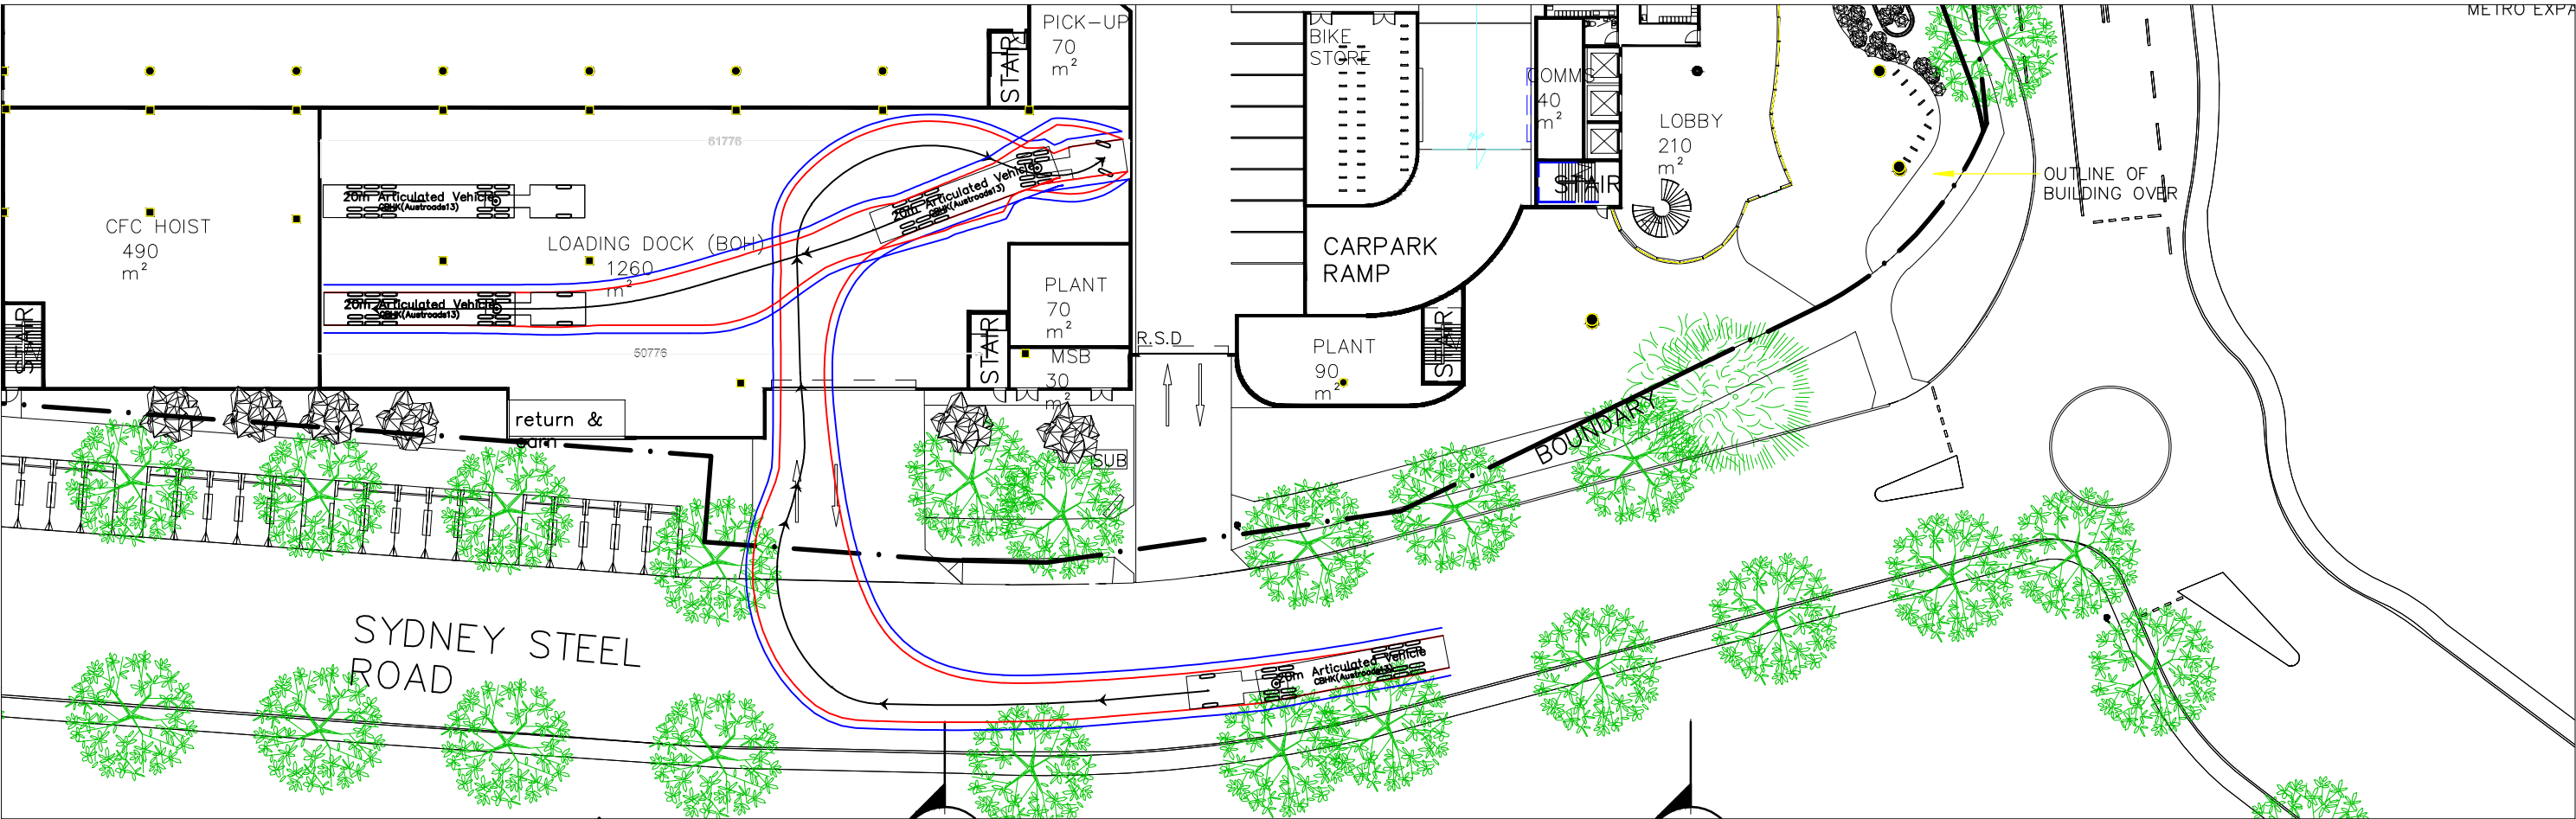 METRO EXPA
PICK-UP
70
m²
STAIR
BIKE
STORE
COMMS
40
m²
LOBBY
210
m²
STAIR
OUTLINE OF
BUILDING OVER
61776
20m Articulated Vehicle
CBHK(Austroads13)
20m Articulated Vehicle
CBHK(Austroads13)
CFC HOIST
490
m²
LOADING DOCK (BOH)
1260
m²
CARPARK
RAMP
20m Articulated Vehicle
CBHK(Austroads13)
PLANT
70
m²
STAIR
STAIR
50776
MSB
30
m²
R.S.D
PLANT
90
m²
STAIR
return &
earn
SUB
BOUNDARY
SYDNEY STEEL
ROAD
20m Articulated Vehicle
CBHK(Austroads13)